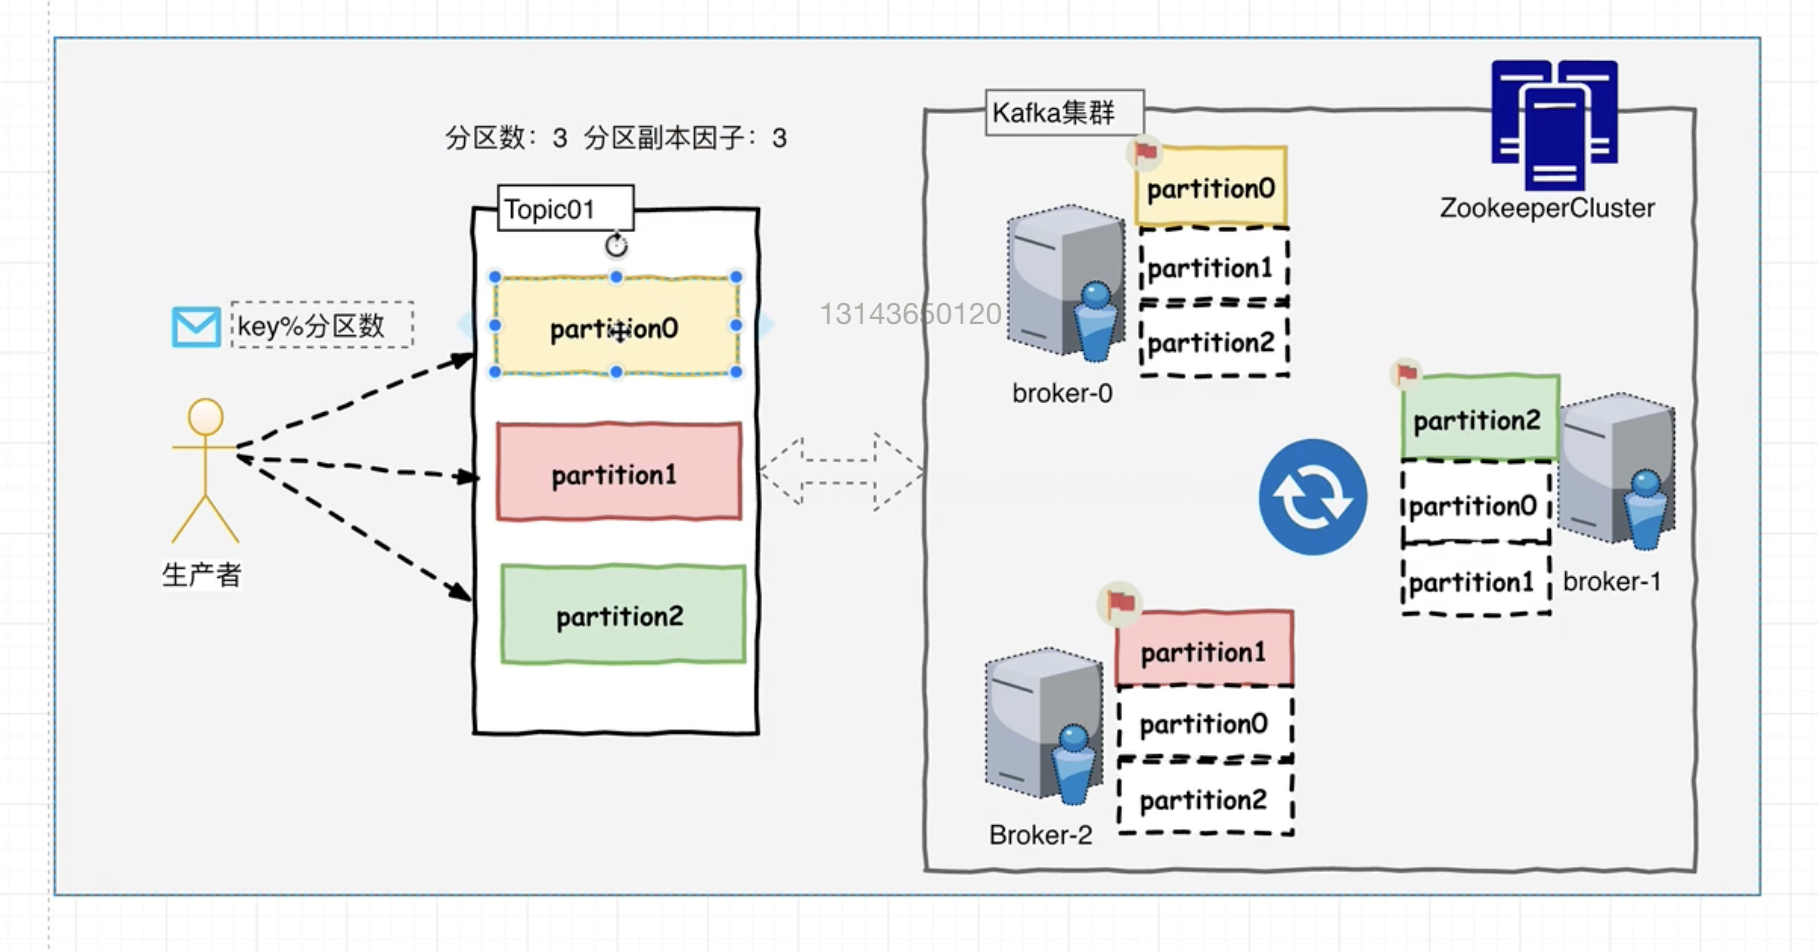 分区数：3 分区副本因子：3
Topic01
key%分区数
生产者
partition0
partition1
partition2
13143650120
Kafka集群
ZookeeperCluster
partition0
partition1
partition2
broker-0
partition2
partition0
partition1
broker-1
partition1
partition0
partition2
Broker-2